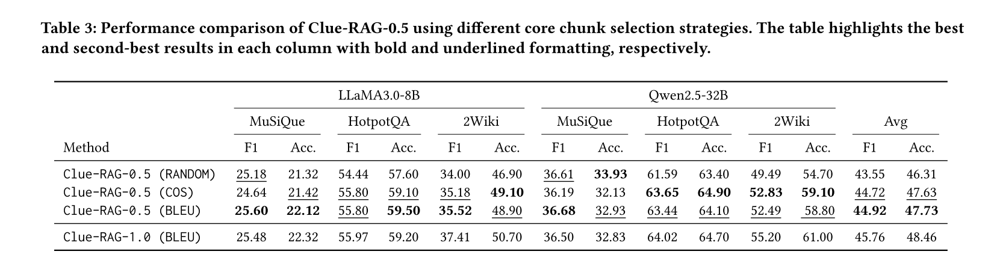 Table 3: Performance comparison of Clue-RAG-0.5 using different core chunk selection strategies. The table highlights the best
and second-best results in each column with bold and underlined formatting, respectively.
LLaMA3.0-8B Qwen2.5-32B
MuSiQue HotpotQA 2Wiki MuSiQue HotpotQA 2Wiki Avg
Method F1 Acc. F1 Acc. F1 Acc. F1 Acc. F1 Acc. F1 Acc. F1 Acc.
Clue-RAG-0.5 (RANDOM) 25.18 21.32 54.44 57.60 34.00 46.90 36.61 33.93 61.59 63.40 49.49 54.70 43.55 46.31
Clue-RAG-0.5 (COS) 24.64 21.42 55.80 59.10 35.18 49.10 36.19 32.13 63.65 64.90 52.83 59.10 44.72 47.63
Clue-RAG-0.5 (BLEU) 25.60 22.12 55.80 59.50 35.52 48.90 36.68 32.93 63.44 64.10 52.49 58.80 44.92 47.73
Clue-RAG-1.0 (BLEU) 25.48 22.32 55.97 59.20 37.41 50.70 36.50 32.83 64.02 64.70 55.20 61.00 45.76 48.46